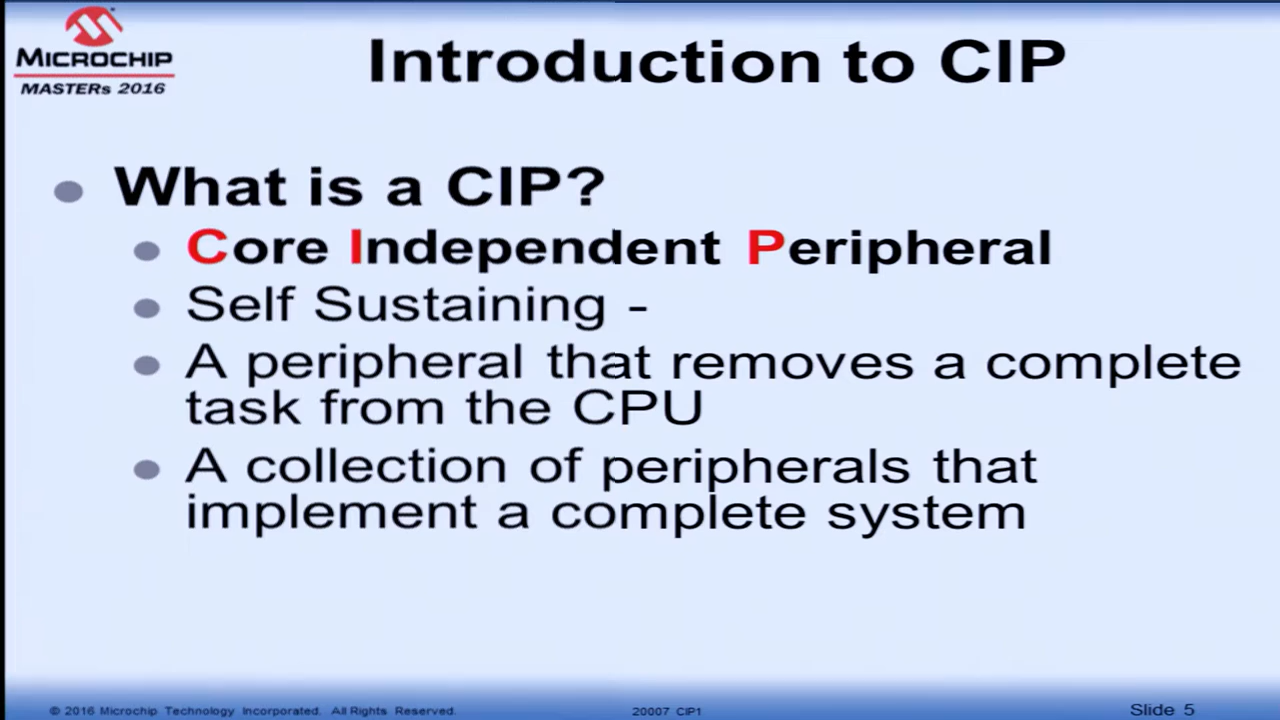 MICROCHIP
MASTERs 2016
Introduction to CIP
What is a CIP?
Core Independent Peripheral
Self Sustaining -
A peripheral that removes a complete
task from the CPU
A collection of peripherals that
implement a complete system
© 2016 Microchip Technology Incorporated. All Rights Reserved.
20007 CIP1
Slide 5